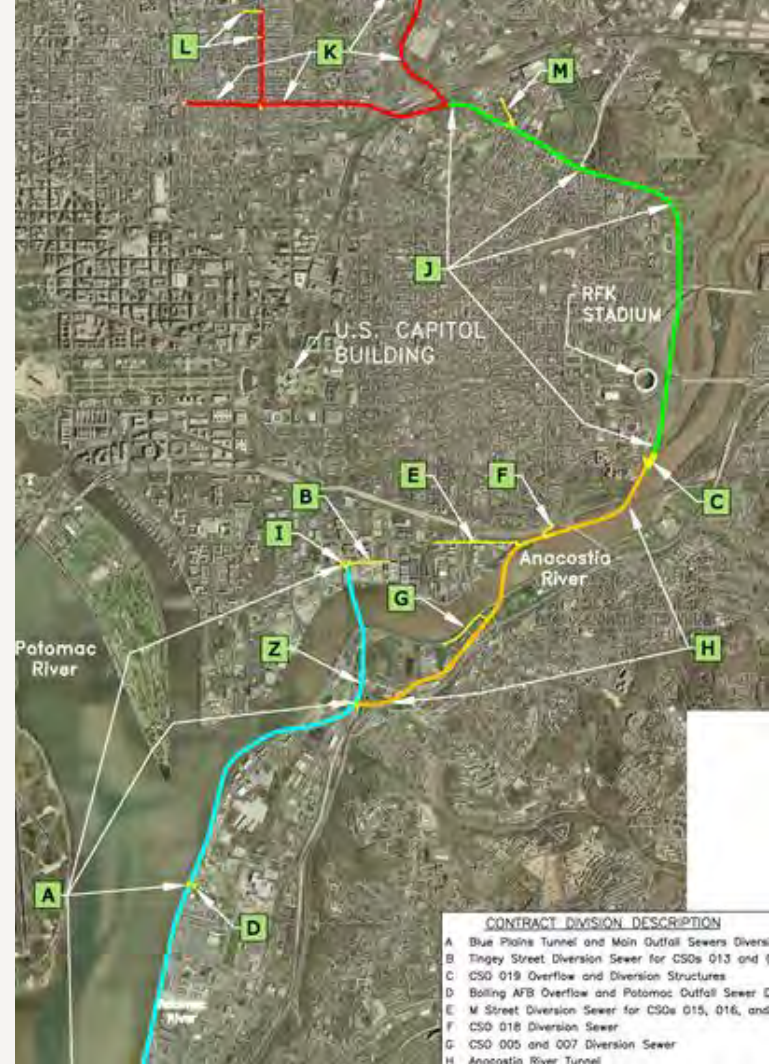 L
K
M
J
RFK
STADIUM
U.S. CAPITOL
BUILDING
E
F
C
B
I
Anacostia
River
G
Potomac
River
Z
H
A
D
Potomac
River
CONTRACT DIVISION DESCRIPTION
A Blue Plains Tunnel and Main Outfall Sewers Diversi
B Tingey Street Diversion Sewer for CSOs 013 and
C CSO 019 Overflow and Diversion Structures
D Bolling AFB Overflow and Potomac Outfall Sewer D
E M Street Diversion Sewer for CSOs 015, 016, and
F CSO 018 Diversion Sewer
G CSO 005 and 007 Diversion Sewer
H Anacostia River Tunnel